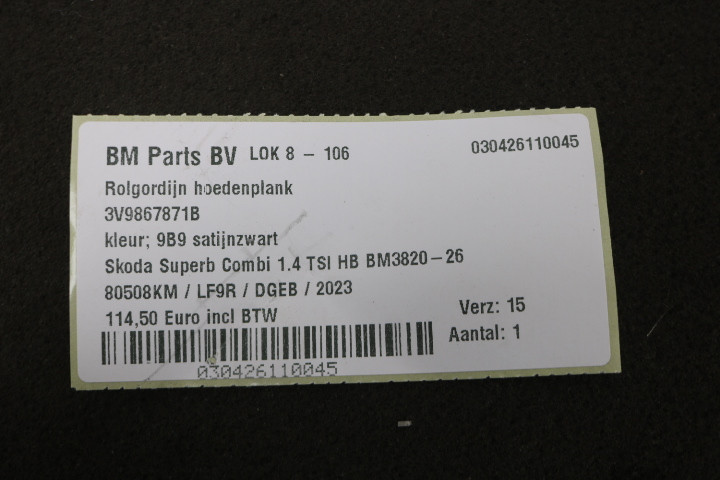 BM Parts BV LOK 8 - 106
030426110045
Rolgordijn hoedenplank
3V9867871B
kleur; 9B9 satijnzwart
Skoda Superb Combi 1.4 TSI HB BM3820-26
80508KM / LF9R / DGEB / 2023
114,50 Euro incl BTW
Verz: 15
Aantal: 1
030426110045